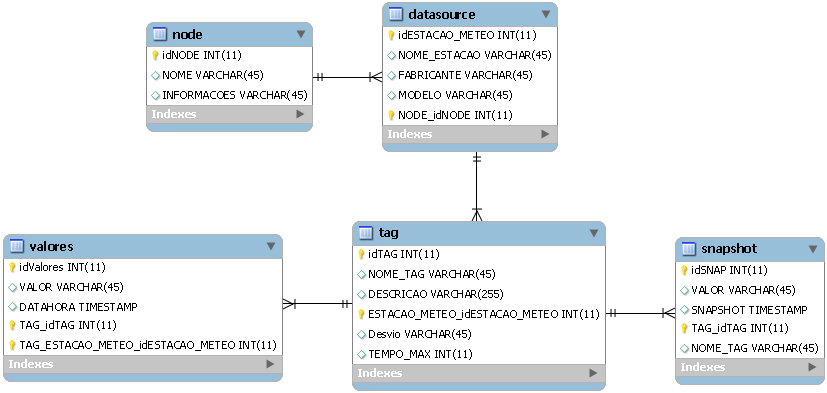 node
idNODE INT(11)
NOME VARCHAR(45)
INFORMACOES VARCHAR(45)
Indexes
datasource
idESTACAO_METEO INT(11)
NOME_ESTACAO VARCHAR(45)
FABRICANTE VARCHAR(45)
MODELO VARCHAR(45)
NODE_idNODE INT(11)
Indexes
valores
idValores INT(11)
VALOR VARCHAR(45)
DATAHORA TIMESTAMP
TAG_idTAG INT(11)
TAG_ESTACAO_METEO_idESTACAO_METEO INT(11)
Indexes
tag
idTAG INT(11)
NOME_TAG VARCHAR(45)
DESCRICAO VARCHAR(255)
ESTACAO_METEO_idESTACAO_METEO INT(11)
Desvio VARCHAR(45)
TEMPO_MAX INT(11)
Indexes
snapshot
idSNAP INT(11)
VALOR VARCHAR(45)
SNAPSHOT TIMESTAMP
TAG_idTAG INT(11)
NOME_TAG VARCHAR(45)
Indexes